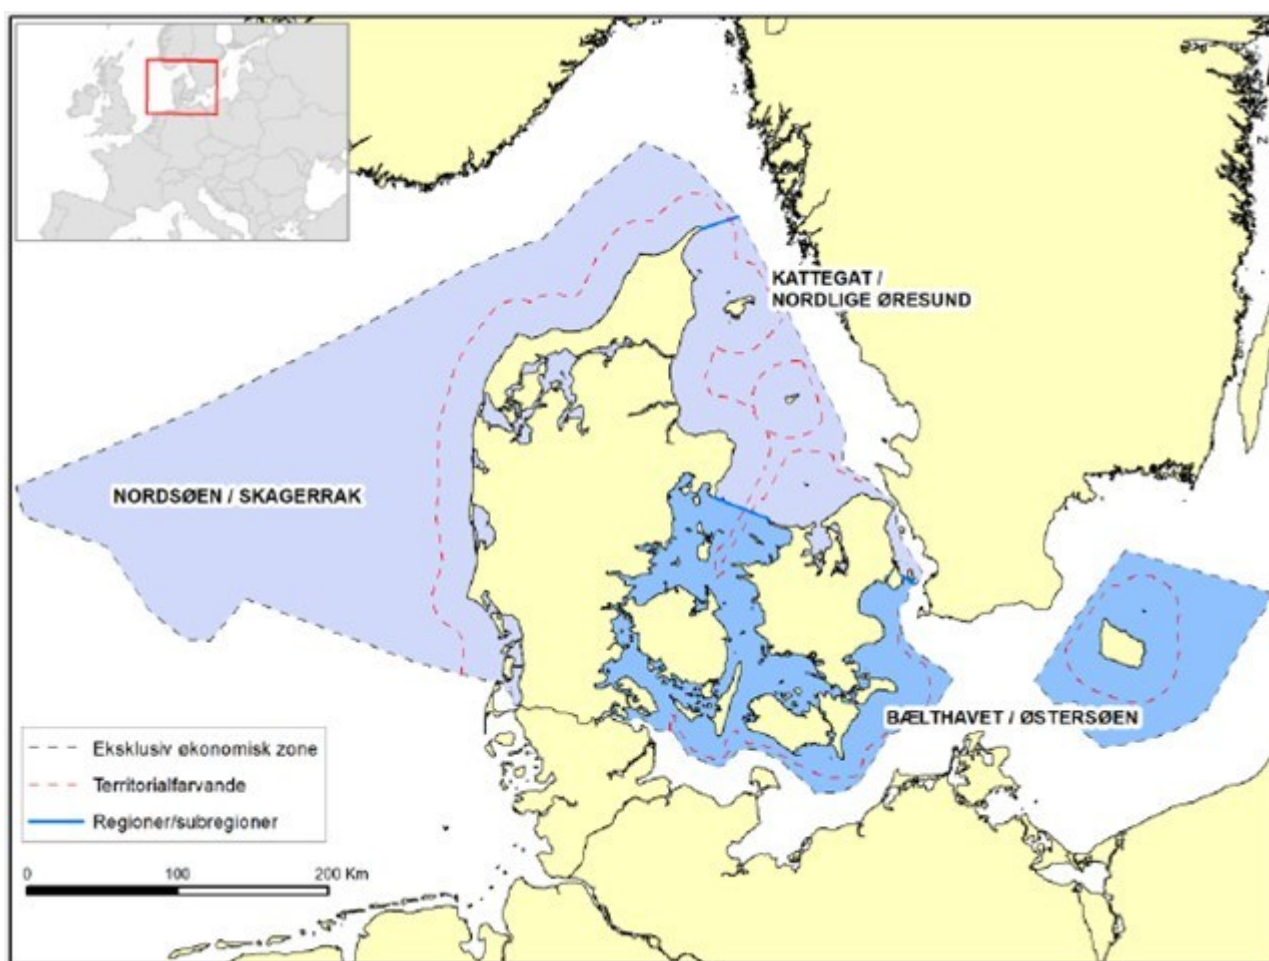 KATTEGAT /
NORDLIGE ØRESUND
NORDSØEN / SKAGERRAK
BÆLTHAVET / ØSTERSØEN
Eksklusiv økonomisk zone
Territorialfarvande
Regioner/subregioner
0 100 200 Km